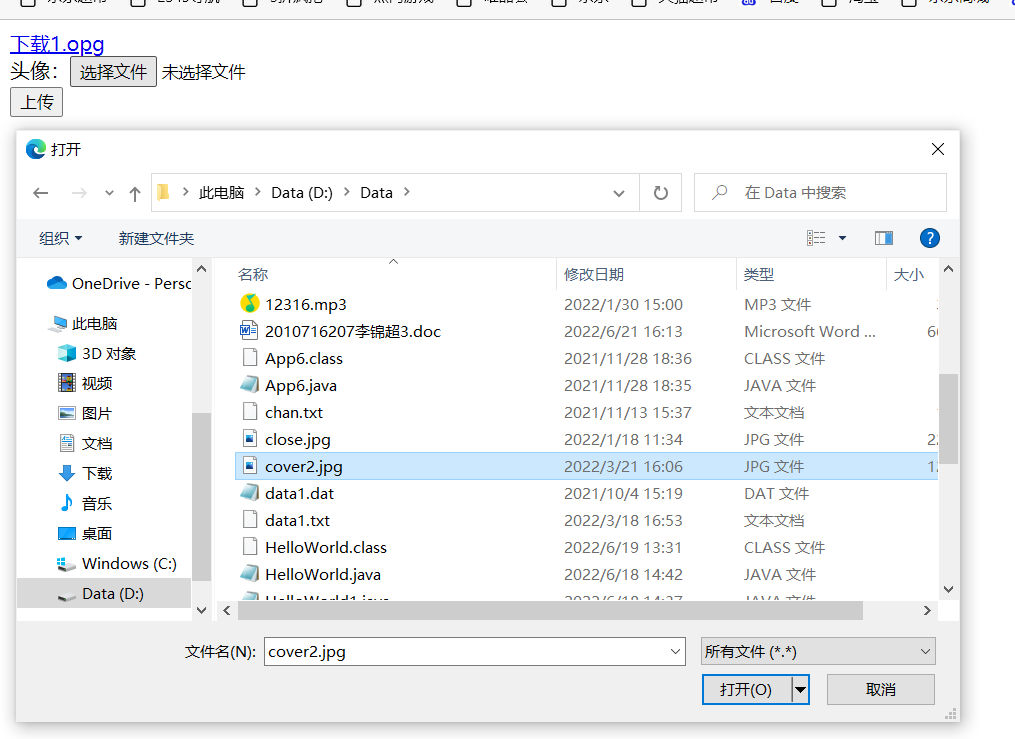 百度
下载1.opg
头像： 选择文件 未选择文件
上传
打开
此电脑 Data (D:) Data 在 Data 中搜索
组织 新建文件夹
名称 修改日期 类型 大小
OneDrive - Persc
此电脑
3D 对象
视频
图片
文档
下载
音乐
桌面
Windows (C:)
Data (D:)
12316.mp3 2022/1/30 15:00 MP3 文件
2010716207李锦超3.doc 2022/6/21 16:13 Microsoft Word ...
App6.class 2021/11/28 18:36 CLASS 文件
App6.java 2021/11/28 18:35 JAVA 文件
chan.txt 2021/11/13 15:37 文本文档
close.jpg 2022/1/18 11:34 JPG 文件
cover2.jpg 2022/3/21 16:06 JPG 文件
data1.dat 2021/10/4 15:19 DAT 文件
data1.txt 2022/3/18 16:53 文本文档
HelloWorld.class 2022/6/19 13:31 CLASS 文件
HelloWorld.java 2022/6/18 14:42 JAVA 文件
文件名(N): cover2.jpg 所有文件 (*.*)
打开(O) 取消